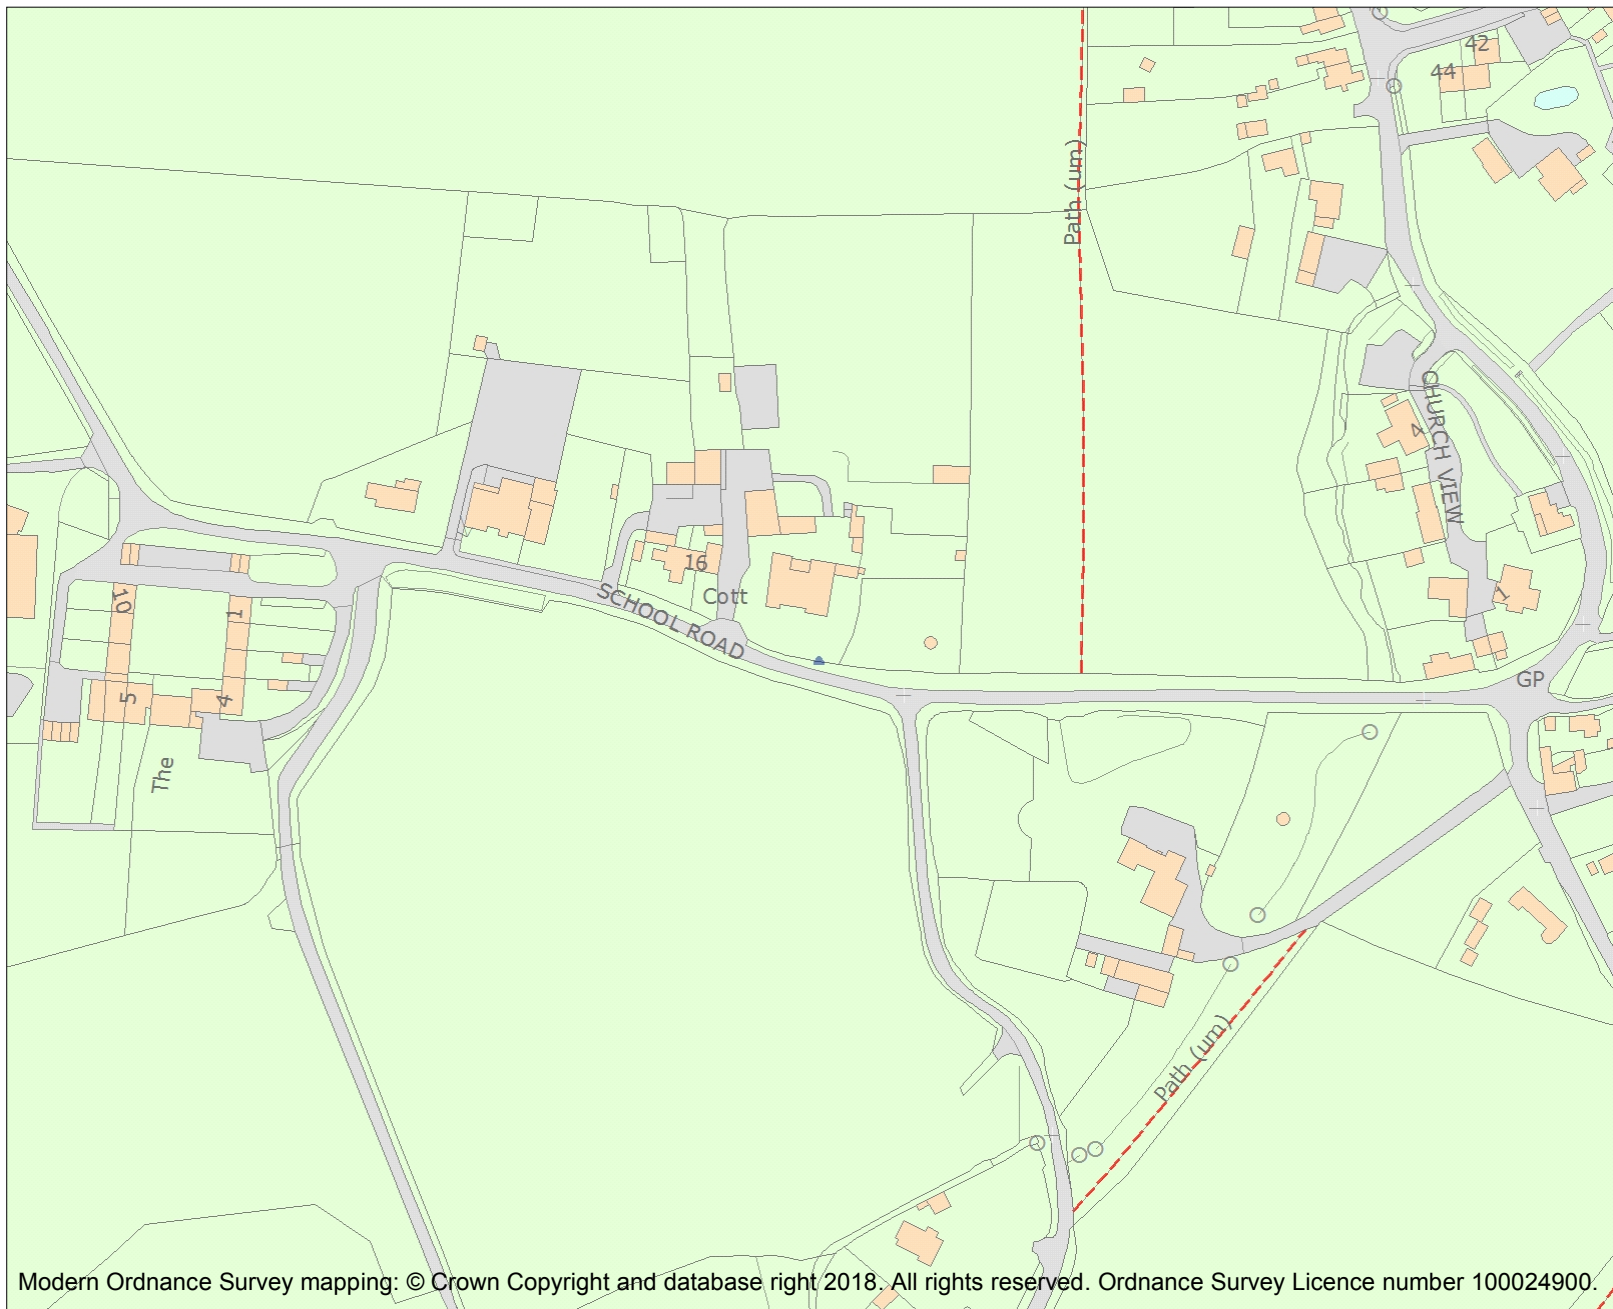 42
44
Path (um)
CHURCH VIEW
4
16
Cott
SCHOOL ROAD
10
1
1
5
4
GP
The
Path (um)
Modern Ordnance Survey mapping: © Crown Copyright and database right 2018. All rights reserved. Ordnance Survey Licence number 100024900.